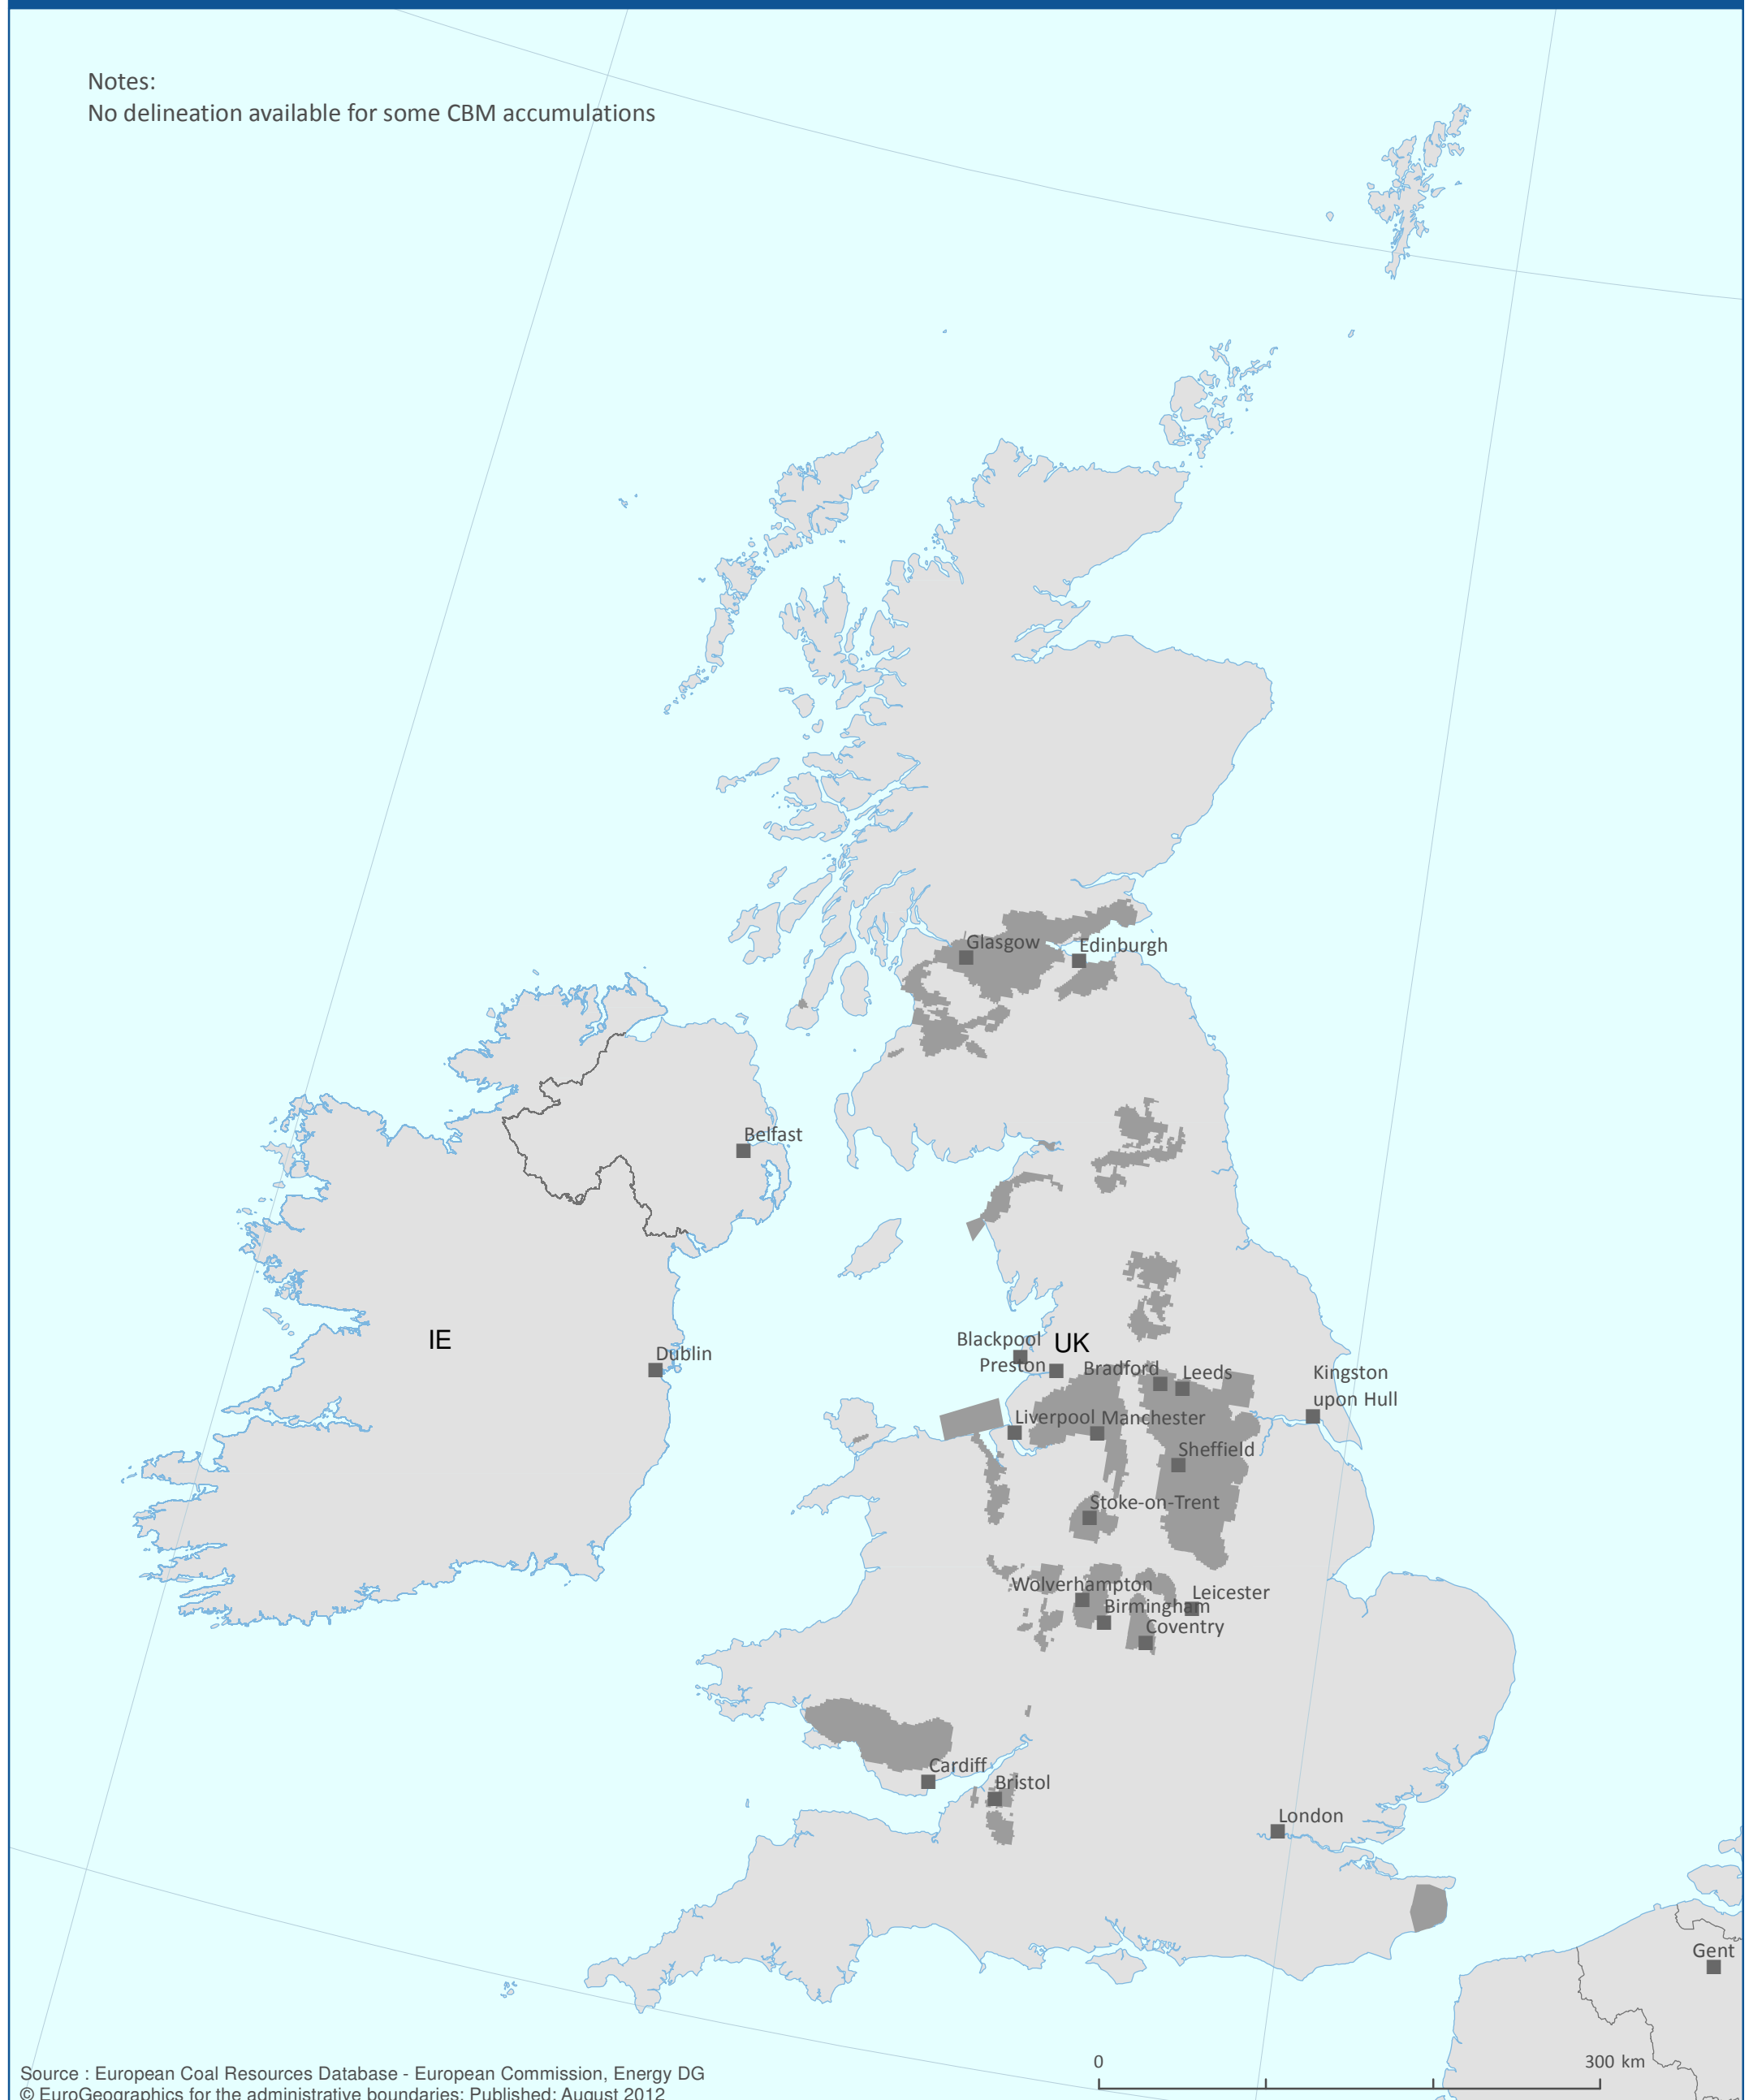 Notes:
No delineation available for some CBM accumulations
Glasgow
Edinburgh
Belfast
IE
Dublin
Blackpool
UK
Preston
Bradford
Leeds
Kingston
upon Hull
Liverpool
Manchester
Sheffield
Stoke-on-Trent
Wolverhampton
Leicester
Birmingham
Coventry
Cardiff
Bristol
London
Gent
0
300 km
Source : European Coal Resources Database - European Commission, Energy DG
© EuroGeographics for the administrative boundaries; Published: August 2012